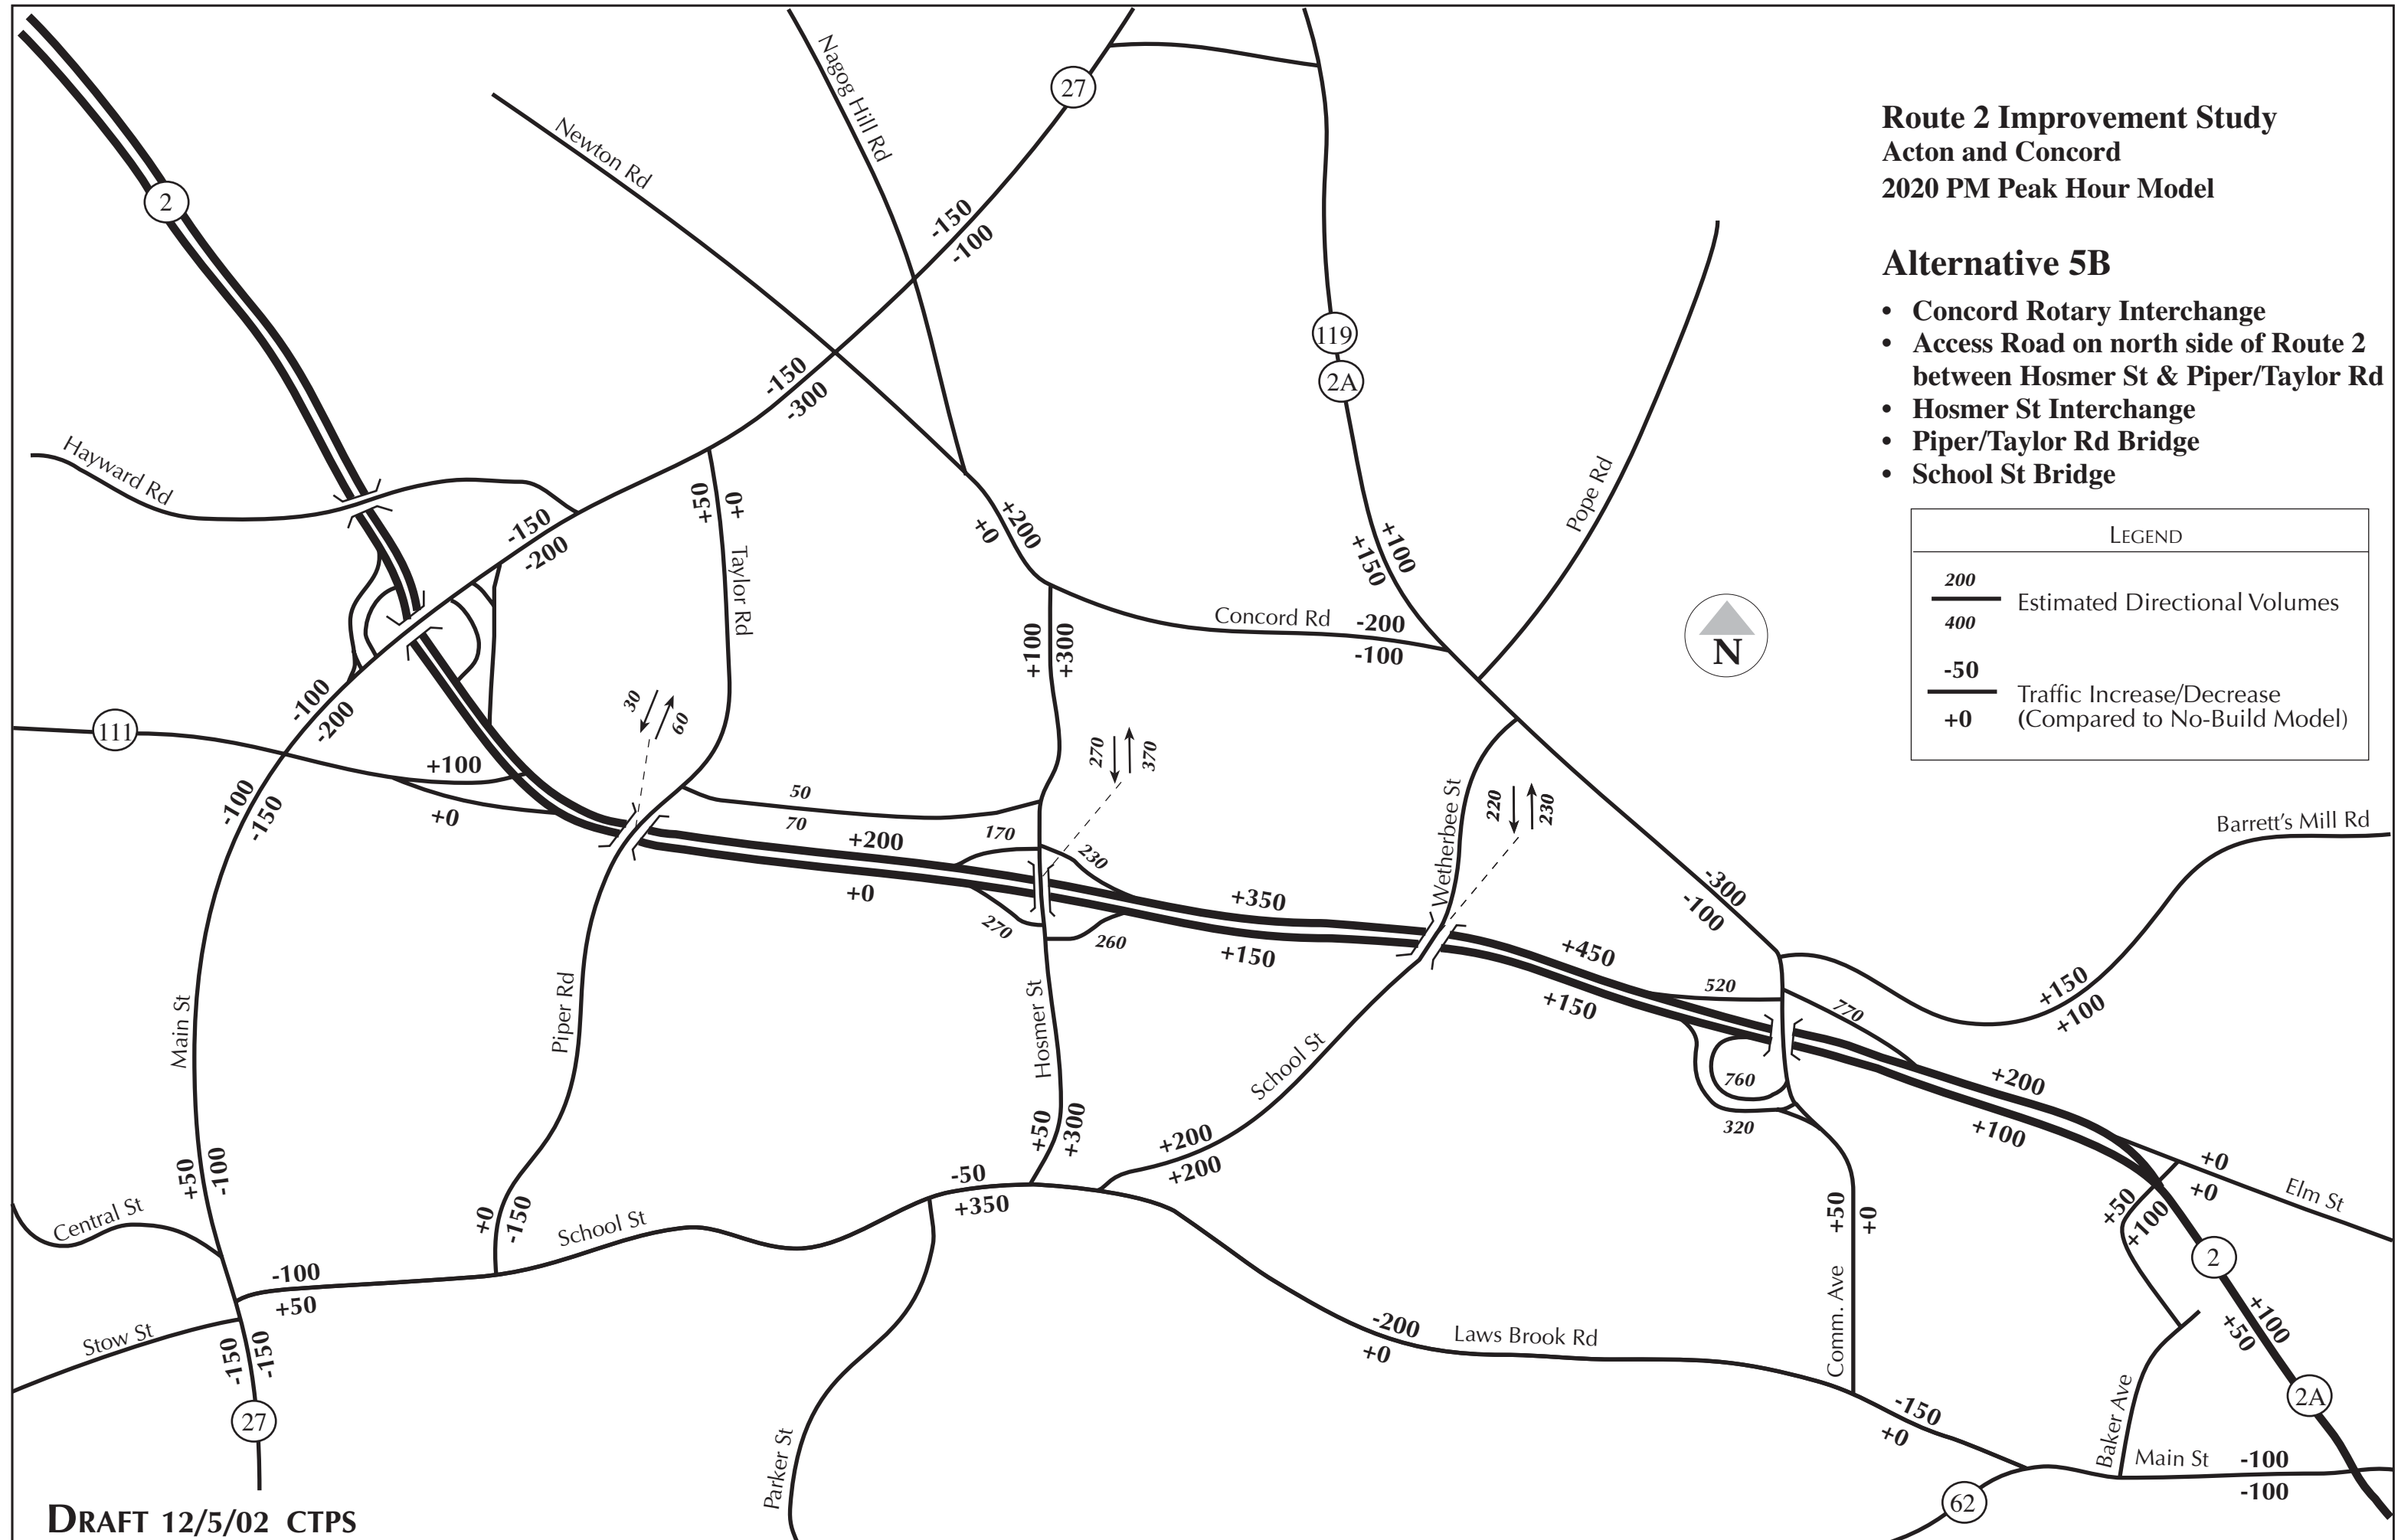 Route 2 Improvement Study
Acton and Concord
2020 PM Peak Hour Model
Alternative 5B
• Concord Rotary Interchange
• Access Road on north side of Route 2
between Hosmer St & Piper/Taylor Rd
• Hosmer St Interchange
• Piper/Taylor Rd Bridge
• School St Bridge
LEGEND
200
Estimated Directional Volumes
400
-50
Traffic Increase/Decrease
+0
(Compared to No-Build Model)
N
2
Newton Rd
Nagog Hill Rd
27
-150
-100
-150
-300
119
2A
Pope Rd
Hayward Rd
-150
-200
+50
+0
Taylor Rd
+200
+0
+100
+150
Concord Rd
-200
-100
+100
+300
-100
-200
111
+100
+0
30
60
270
370
220
230
Wetherbee St
50
70
170
230
+200
+0
270
260
+350
+150
-300
-100
Barrett's Mill Rd
+150
+100
+450
+150
520
770
760
320
+200
+100
-100
-150
Main St
Piper Rd
Hosmer St
School St
+50
-100
Central St
+0
-150
School St
-50
+350
+50
+300
+200
+200
+50
+0
Comm. Ave
+0
+0
Elm St
+50
+100
2
+100
+50
2A
-100
+50
Stow St
-150
-150
27
Parker St
-200
+0
Laws Brook Rd
-150
+0
Baker Ave
Main St
-100
-100
62
DRAFT 12/5/02 CTPS